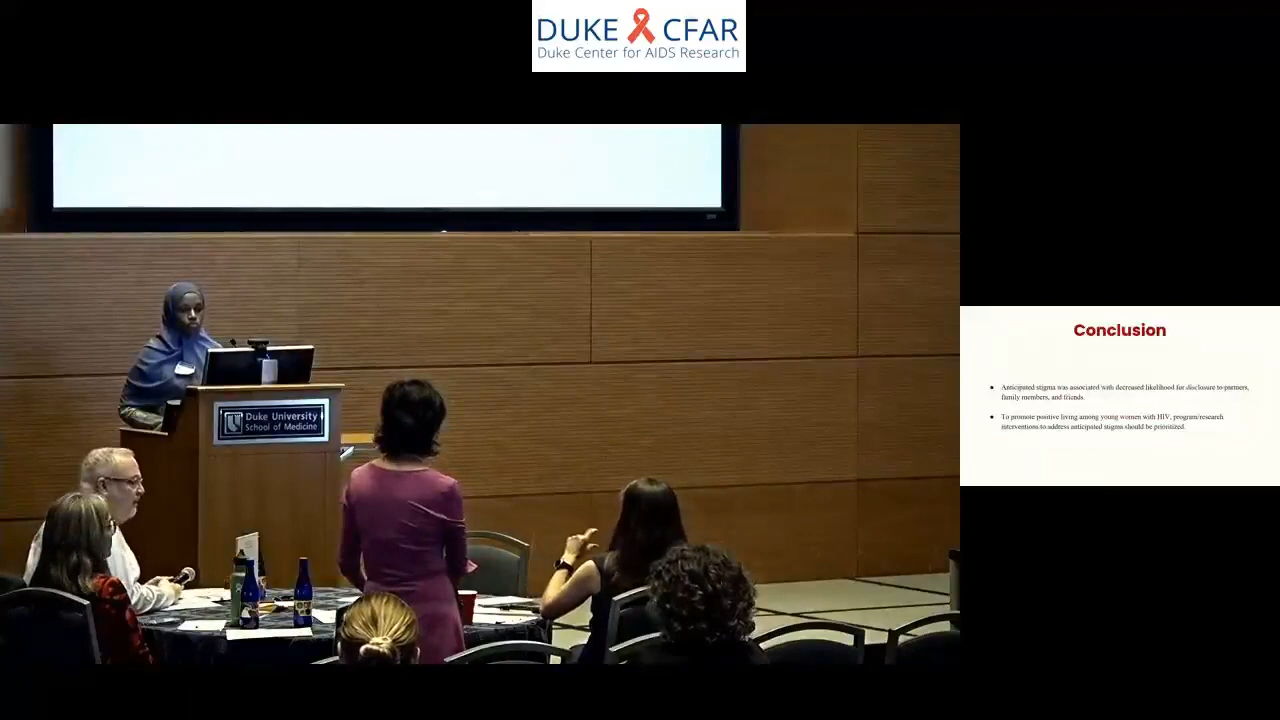 DUKE CFAR
Duke Center for AIDS Research
Duke University
School of Medicine
Conclusion
● Anticipated stigma was associated with decreased likelihood for disclosure to partners,
family members, and friends.
● To promote positive living among young women with HIV, program/research
interventions to address anticipated stigma should be prioritized.